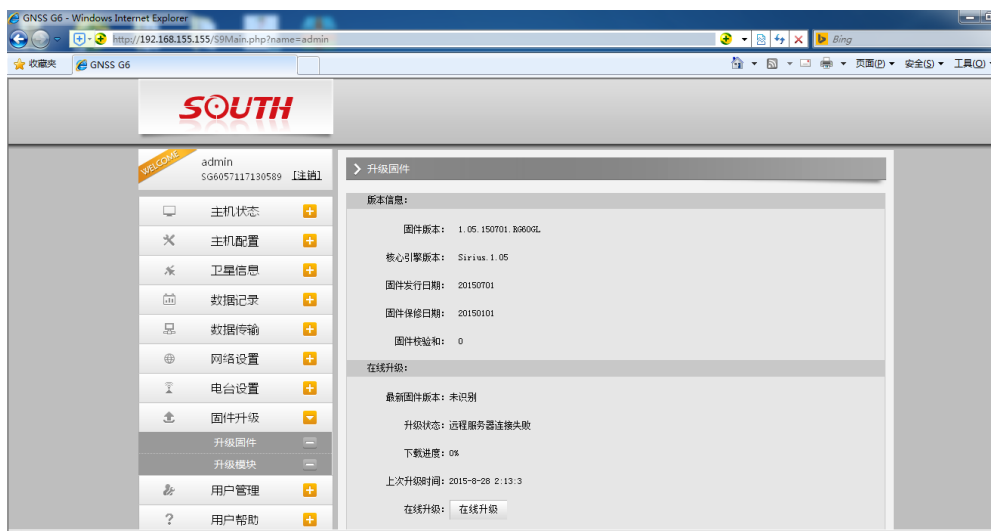 GNSS G6 - Windows Internet Explorer
http://192.168.155.155/S9Main.php?name=admin
Bing
收藏夹
GNSS G6
页面(P)
安全(S)
工具(O)
SOUTH
WELCOME
admin
SG6057117130589 [注销]
主机状态
主机配置
卫星信息
数据记录
数据传输
网络设置
电台设置
固件升级
升级固件
升级模块
用户管理
用户帮助
升级固件
版本信息:
固件版本: 1.05.150701.RG60GL
核心引擎版本: Sirius.1.05
固件发行日期: 20150701
固件保修日期: 20150101
固件校验和: 0
在线升级:
最新固件版本: 未识别
升级状态: 远程服务器连接失败
下载进度: 0%
上次升级时间: 2015-8-28 2:13:3
在线升级: 在线升级